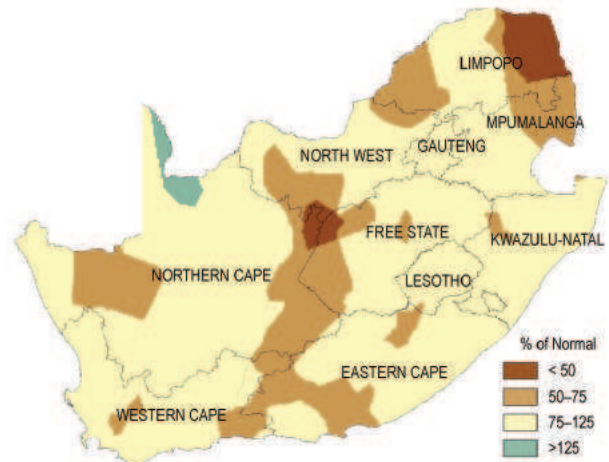 LIMPOPO
MPUMALANGA
GAUTENG
NORTH WEST
FREE STATE
KWAZULU-NATAL
NORTHERN CAPE
LESOTHO
EASTERN CAPE
WESTERN CAPE
% of Normal
< 50
50–75
75–125
>125